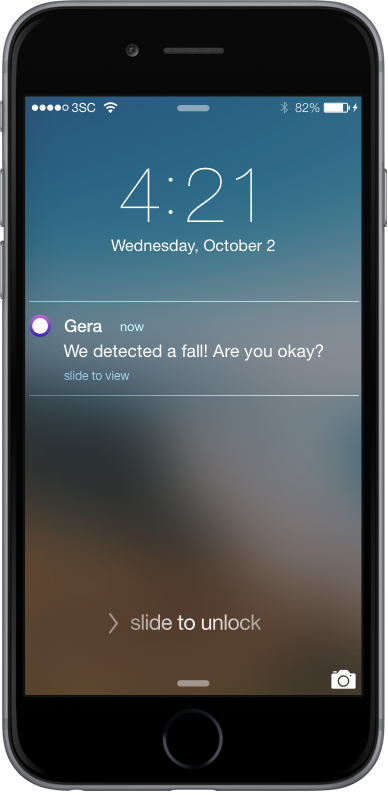 3SC 82%
4:21
Wednesday, October 2
Gera now
We detected a fall! Are you okay?
slide to view
slide to unlock